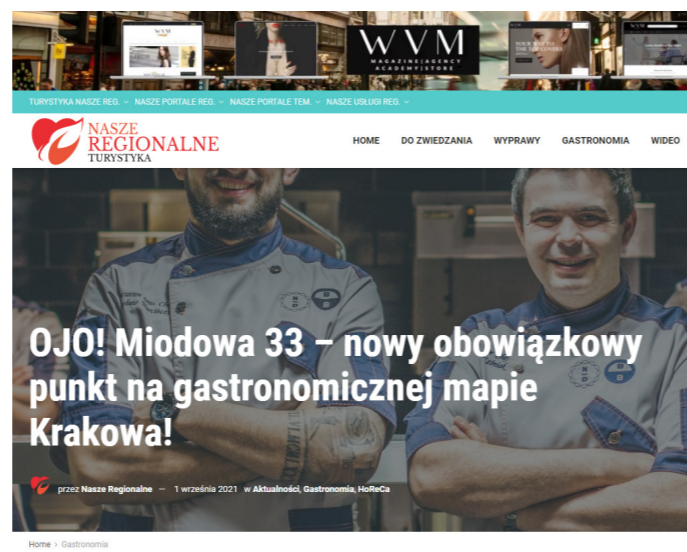 WVM
MAGAZINE|AGENCY
ACADEMY|STORE
TURYSTYKA NASZE REG. NASZE PORTALE REG. NASZE PORTALE TEM. NASZE USŁUGI REG.
NASZE
REGIONALNE
TURYSTYKA
HOME DO ZWIEDZANIA WYPRAWY GASTRONOMIA WIDEO
OJO! Miodowa 33 – nowy obowiązkowy
punkt na gastronomicznej mapie
Krakowa!
przez Nasze Regionalne — 1 września 2021 w Aktualności, Gastronomia, HoReCa
Home > Gastronomia